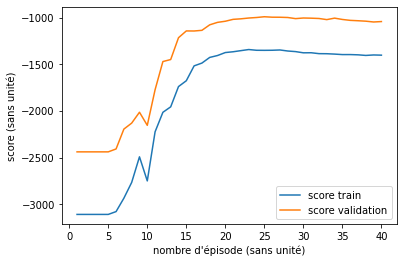 −1000
−1500
−2000
−2500
−3000
score (sans unité)
score train
score validation
0 5 10 15 20 25 30 35 40
nombre d'épisode (sans unité)